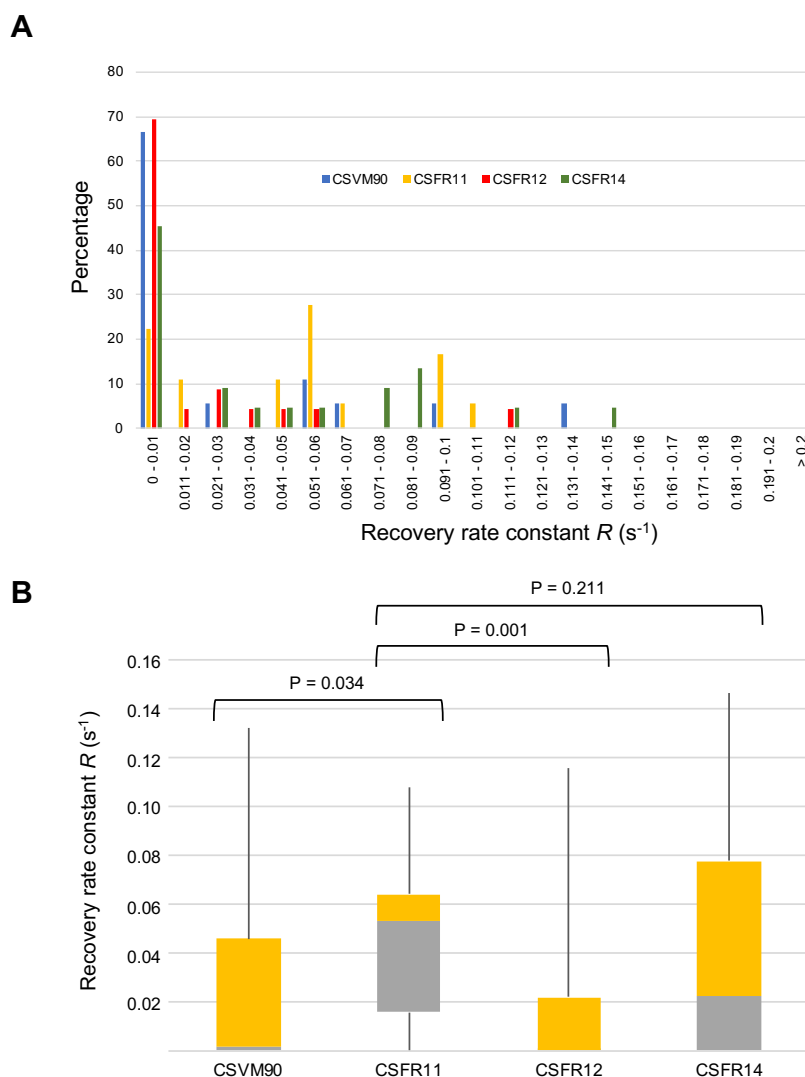 A
80
70
60
50
40
30
20
10
0
Percentage
CSVM90 CSFR11 CSFR12 CSFR14
0 - 0.01
0.011 - 0.02
0.021 - 0.03
0.031 - 0.04
0.041 - 0.05
0.051 - 0.06
0.061 - 0.07
0.071 - 0.08
0.081 - 0.09
0.091 - 0.1
0.101 - 0.11
0.111 - 0.12
0.121 - 0.13
0.131 - 0.14
0.141 - 0.15
0.151 - 0.16
0.161 - 0.17
0.171 - 0.18
0.181 - 0.19
0.191 - 0.2
> 0.2
Recovery rate constant R (s-1)
B
P = 0.211
P = 0.001
P = 0.034
0.16
0.14
0.12
0.10
0.08
0.06
0.04
0.02
Recovery rate constant R (s-1)
CSVM90 CSFR11 CSFR12 CSFR14